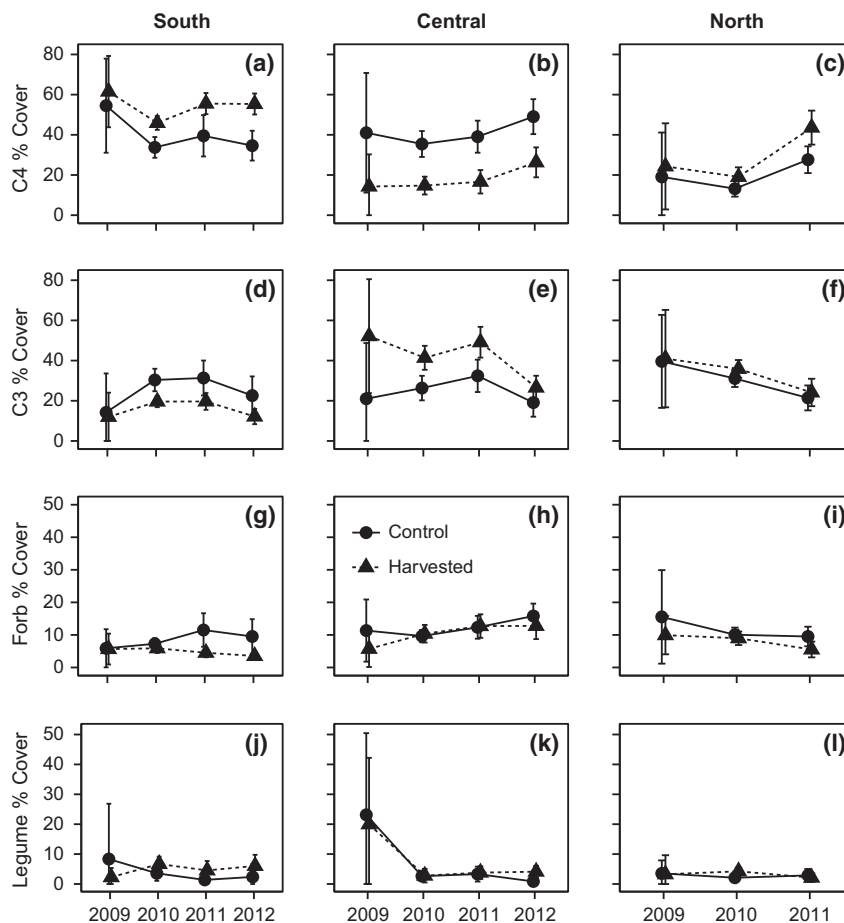 South Central North
80 (a) (b) (c)
60
40
20
0
C4 % Cover
80 (d) (e) (f)
60
40
20
0
C3 % Cover
50 (g) (h) (i)
40
30
20
10
0
Forb % Cover
Control
Harvested
50 (j) (k) (l)
40
30
20
10
0
Legume % Cover
2009 2010 2011 2012 2009 2010 2011 2012 2009 2010 2011